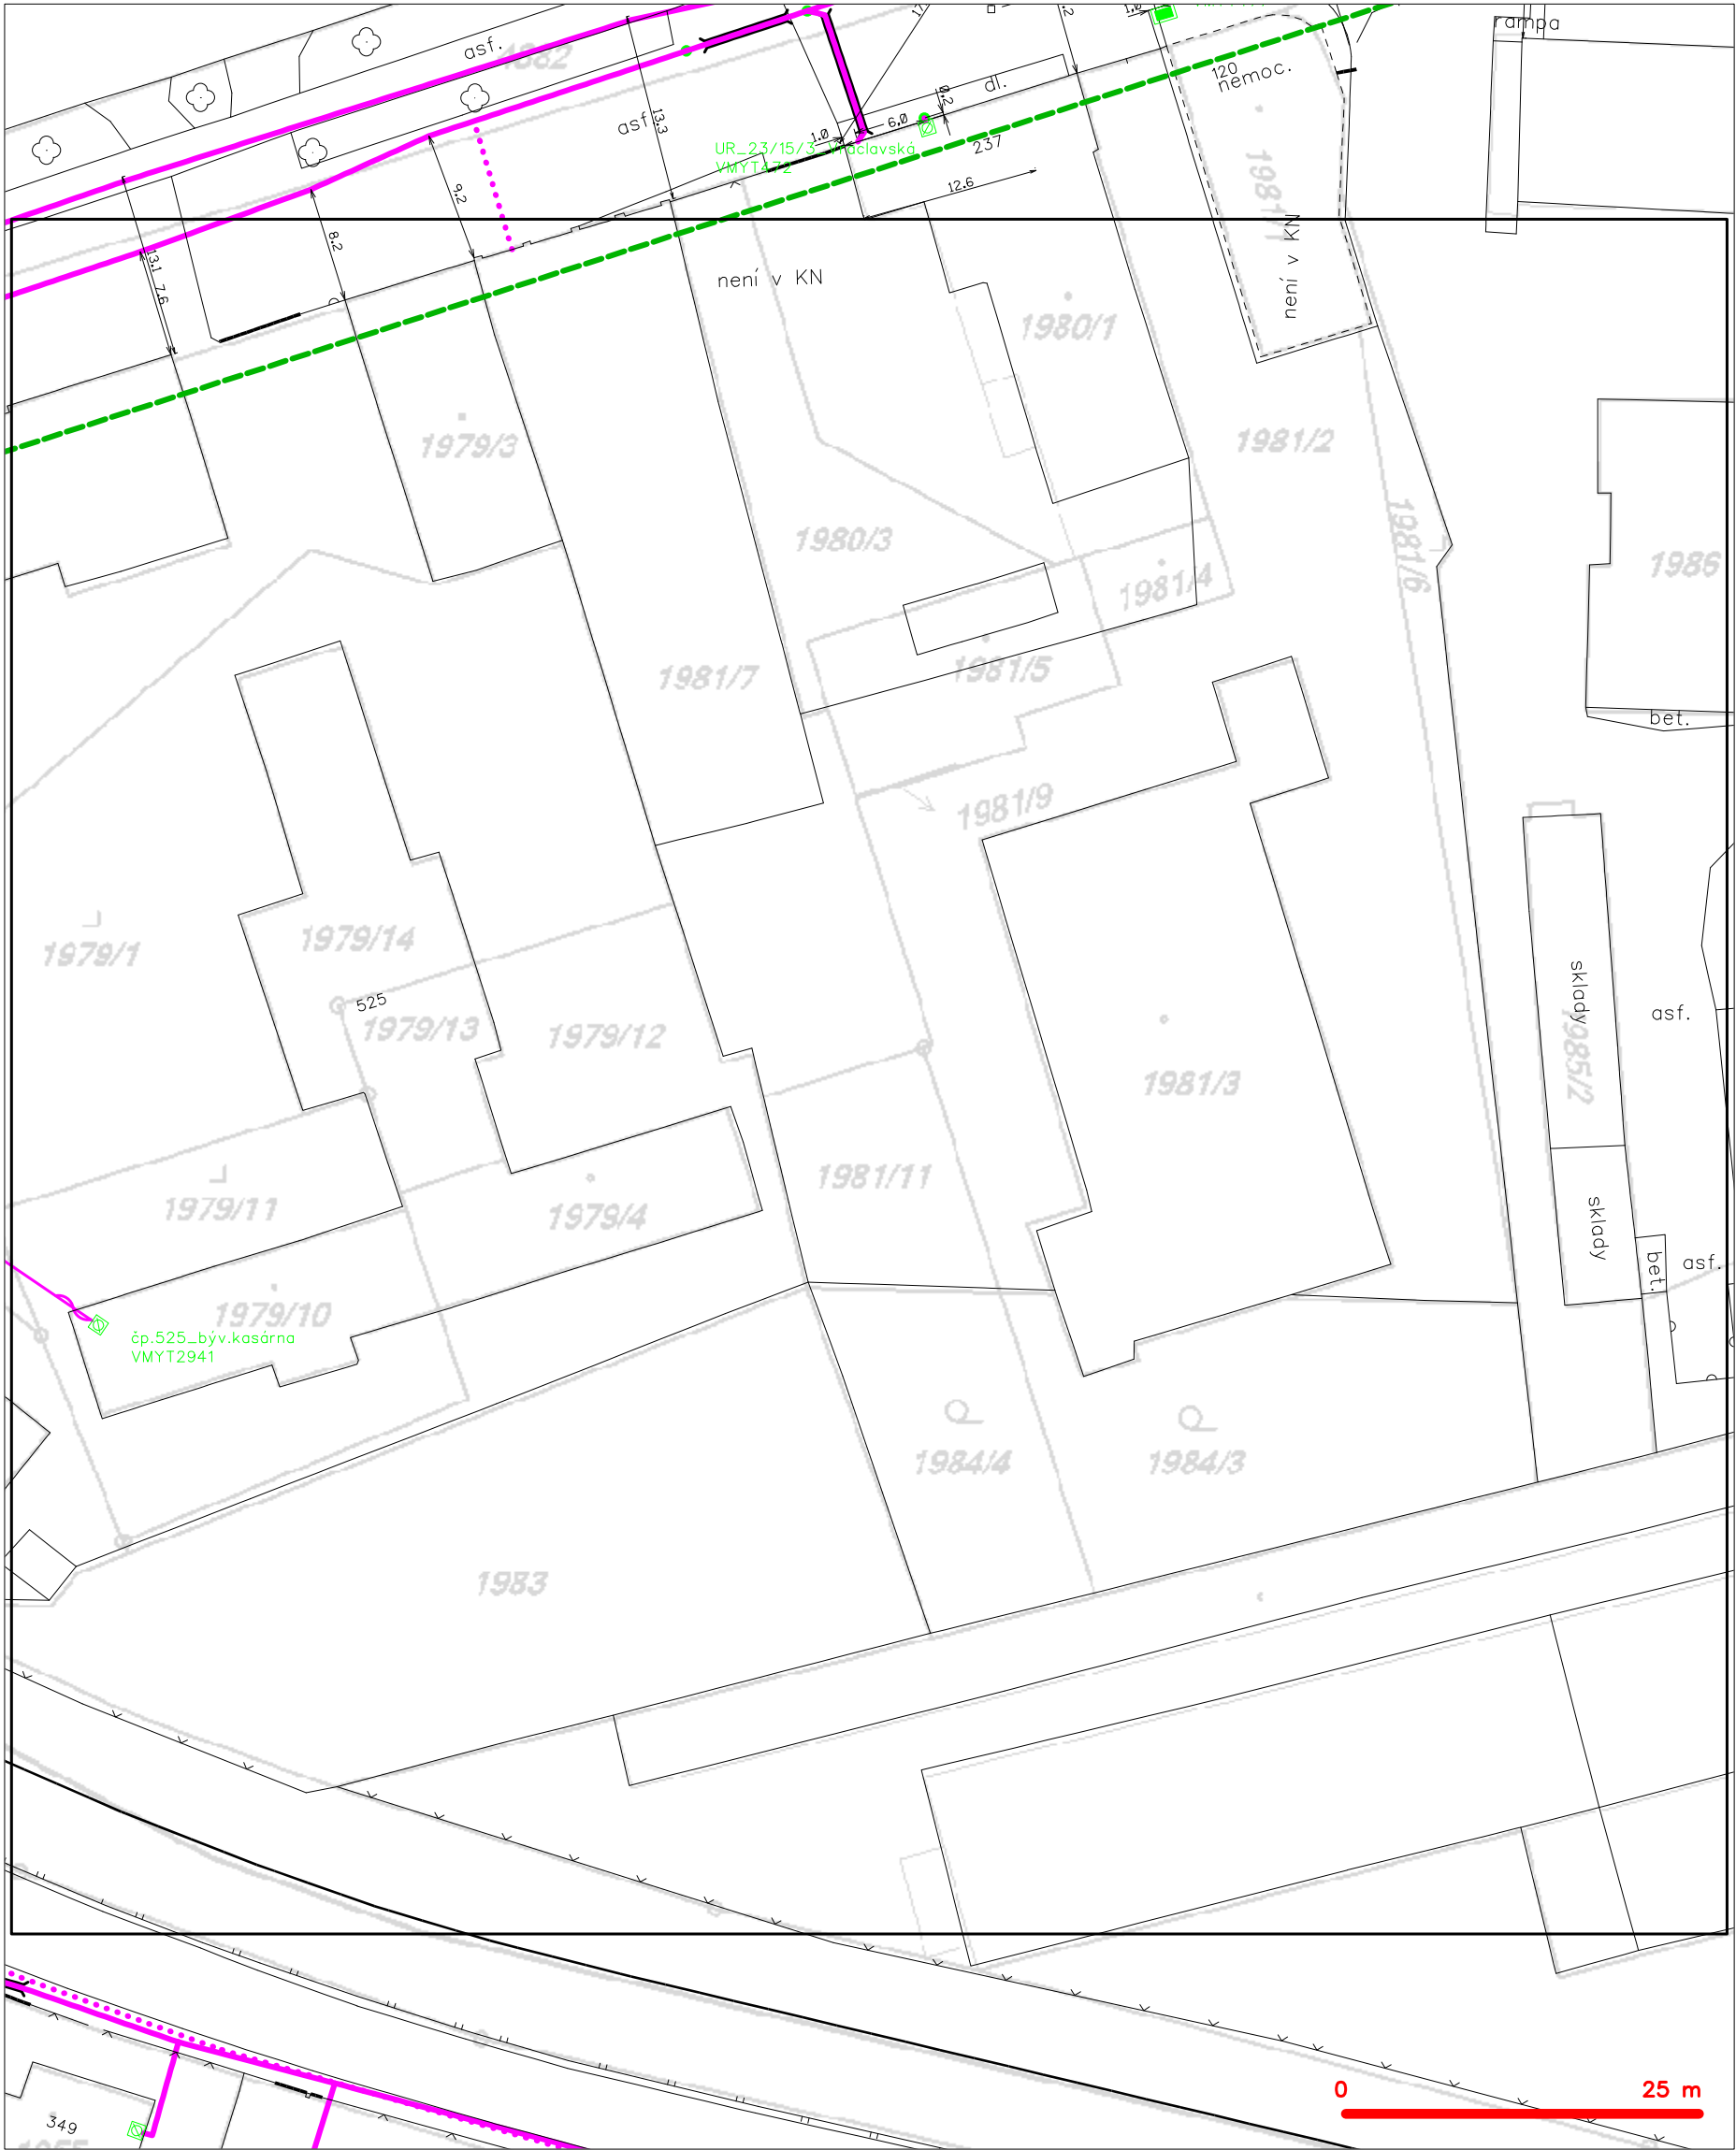 rampa
asf.
4882
asf.
13.3
dl.
0.2
120
nemoc.
1.0
6.0
UR_23/15/3_Vraclavská
VMYT472
237
12.6
9.2
8.2
13.1
7.6
není v KN
není v KN
1980/1
1979/3
1981/2
1980/3
1981/4
1981/6
1986
1981/5
1981/7
bet.
1981/9
1979/1
1979/14
525
1979/13
1979/12
sklady
asf.
1985/2
1981/3
1981/11
1979/11
1979/4
sklady
bet.
asf.
1979/10
čp.525_býv.kasárna
VMYT2941
1984/4
1984/3
1983
0
25 m
349